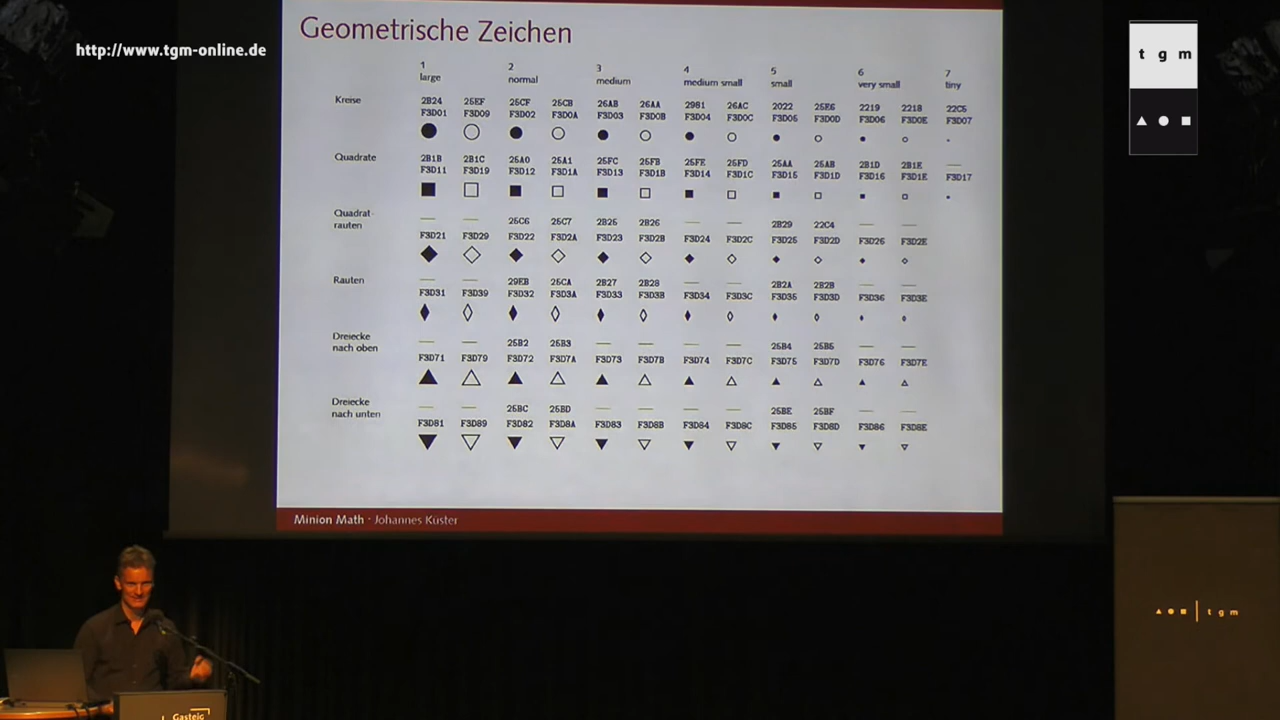 http://www.tgm-online.de
t g m
Geometrische Zeichen
1 2 3 4 5 6 7
large normal medium medium small small very small tiny
Kreise 2B24 25EF 25CF 25CB 26AB 26AA 2981 26AC 2022 25E6 2219 2218 22C5
F3D01 F3D09 F3D02 F3D0A F3D03 F3D0B F3D04 F3D0C F3D05 F3D0D F3D06 F3D0E F3D07
Quadrate 2B1B 2B1C 25A0 25A1 25FC 25FB 25FE 25FD 25AA 25AB 2B1D 2B1E —
F3D11 F3D19 F3D12 F3D1A F3D13 F3D1B F3D14 F3D1C F3D15 F3D1D F3D16 F3D1E F3D17
Quadrat-
rauten — — 25C6 25C7 2B25 2B26 — — 2B29 22C4 — —
F3D21 F3D29 F3D22 F3D2A F3D23 F3D2B F3D24 F3D2C F3D25 F3D2D F3D26 F3D2E
Rauten — — 29EB 25CA 2B27 2B28 — — 2B2A 2B2B — —
F3D31 F3D39 F3D32 F3D3A F3D33 F3D3B F3D34 F3D3C F3D35 F3D3D F3D36 F3D3E
Dreiecke
nach oben — — 25B2 25B3 — — — — 25B4 25B5 — —
F3D71 F3D79 F3D72 F3D7A F3D73 F3D7B F3D74 F3D7C F3D75 F3D7D F3D76 F3D7E
Dreiecke
nach unten — — 25BC 25BD — — — — 25BE 25BF — —
F3D81 F3D89 F3D82 F3D8A F3D83 F3D8B F3D84 F3D8C F3D85 F3D8D F3D86 F3D8E
Minion Math · Johannes Küster
t g m
Gasteig